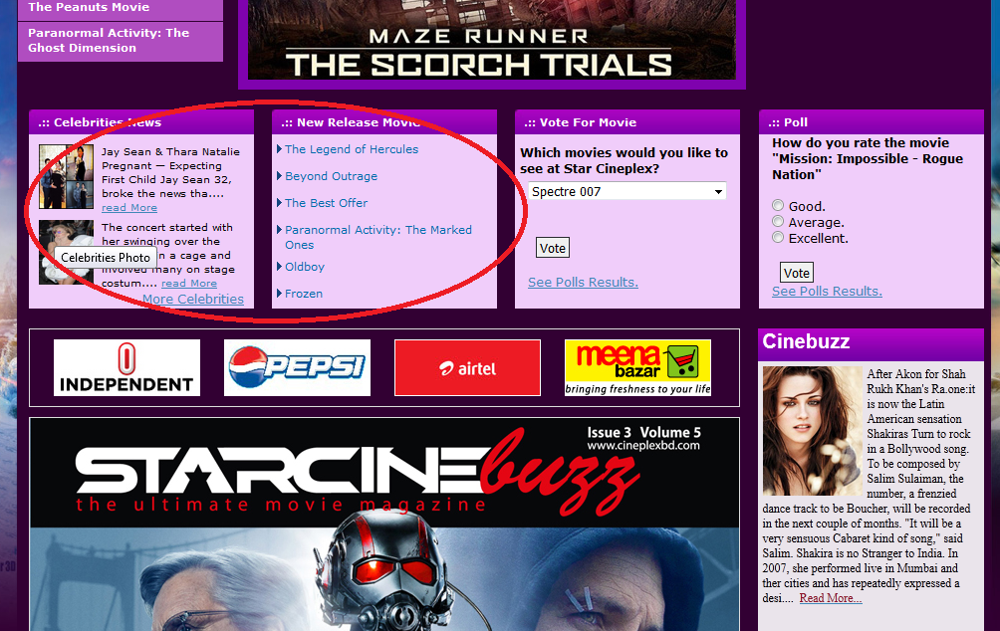 The Peanuts Movie
Paranormal Activity: The
Ghost Dimension
MAZE RUNNER
THE SCORCH TRIALS
.:: Celebrities News
Jay Sean & Thara Natalie
Pregnant — Expecting
First Child Jay Sean 32,
broke the news tha....
read More
The concert started with
her swinging over the
in a cage and
involved many on stage
costum.... read More
Celebrities Photo
More Celebrities
.:: New Release Movie
The Legend of Hercules
Beyond Outrage
The Best Offer
Paranormal Activity: The Marked
Ones
Oldboy
Frozen
.:: Vote For Movie
Which movies would you like to
see at Star Cineplex?
Spectre 007
Vote
See Polls Results.
.:: Poll
How do you rate the movie
"Mission: Impossible - Rogue
Nation"
Good.
Average.
Excellent.
Vote
See Polls Results.
INDEPENDENT
PEPSI
airtel
meena
bazar
bringing freshness to your life
Issue 3 Volume 5
www.cineplexbd.com
STARCINE buzz
the ultimate movie magazine
Cinebuzz
After Akon for Shah
Rukh Khan's Ra.one:it
is now the Latin
American sensation
Shakiras Turn to rock
in a Bollywood song.
To be composed by
Salim Sulaiman, the
number, a frenzied
dance track to be Boucher, will be recorded
in the next couple of months. "It will be a
very sensuous Cabaret kind of song," said
Salim. Shakira is no Stranger to India. In
2007, she performed live in Mumbai and
ther cities and has repeatedly expressed a
desi.... Read More...